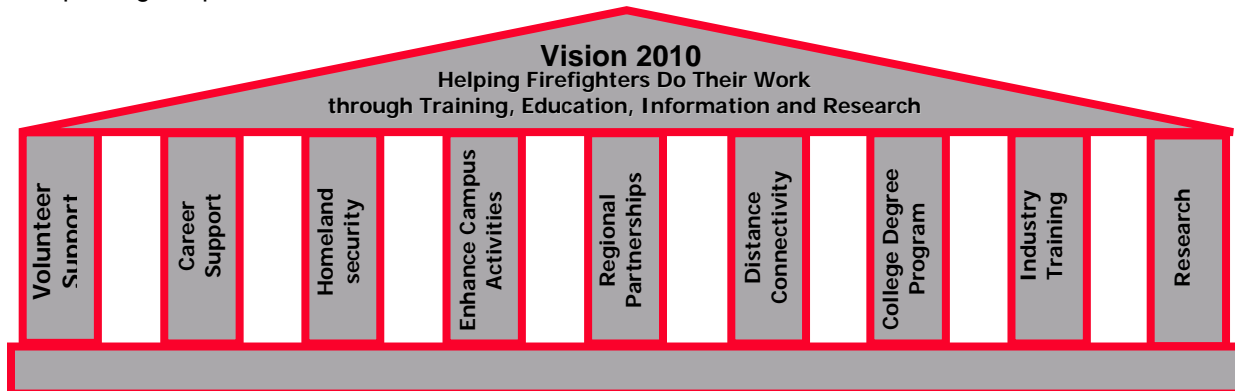 Vision 2010
Helping Firefighters Do Their Work
through Training, Education, Information and Research
Volunteer
Support
Career
Support
Homeland
security
Enhance Campus
Activities
Regional
Partnerships
Distance
Connectivity
College Degree
Program
Industry
Training
Research